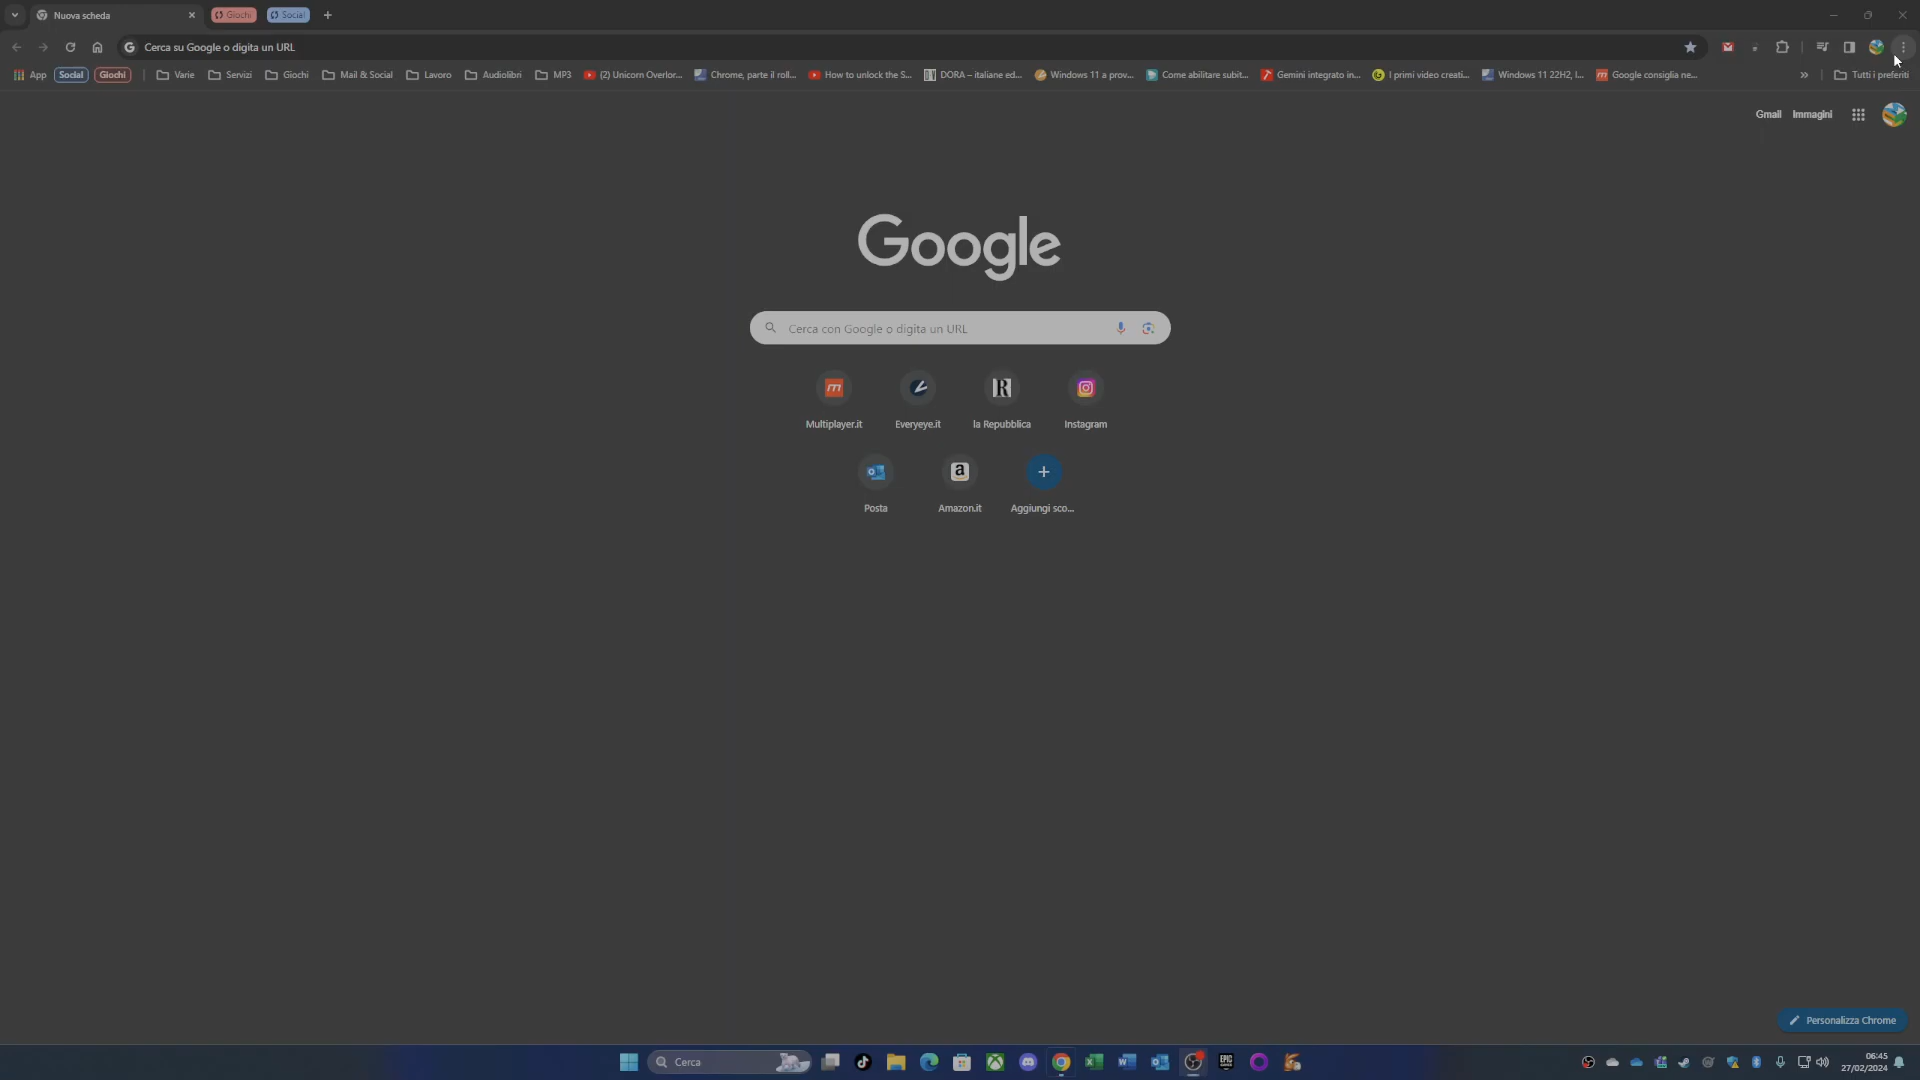 Nuova scheda
Giochi
Social
Cerca su Google o digita un URL
App
Social
Giochi
Varie
Servizi
Giochi
Mail & Social
Lavoro
Audiolibri
MP3
(2) Unicorn Overlor...
Chrome, parte il roll...
How to unlock the S...
DORA – italiane ed...
Windows 11 a prov...
Come abilitare subit...
Gemini integrato in...
I primi video creati...
Windows 11 22H2, l...
Google consiglia ne...
Tutti i preferiti
Gmail
Immagini
Google
Cerca con Google o digita un URL
Multiplayer.it
Everyeye.it
la Repubblica
Instagram
Posta
Amazon.it
Aggiungi sco...
Personalizza Chrome
Cerca
06:45
27/02/2024